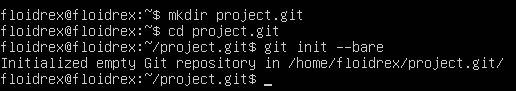 floidrex@floidrex:~$ mkdir project.git
floidrex@floidrex:~$ cd project.git
floidrex@floidrex:~/project.git$ git init --bare
Initialized empty Git repository in /home/floidrex/project.git/
floidrex@floidrex:~/project.git$ _